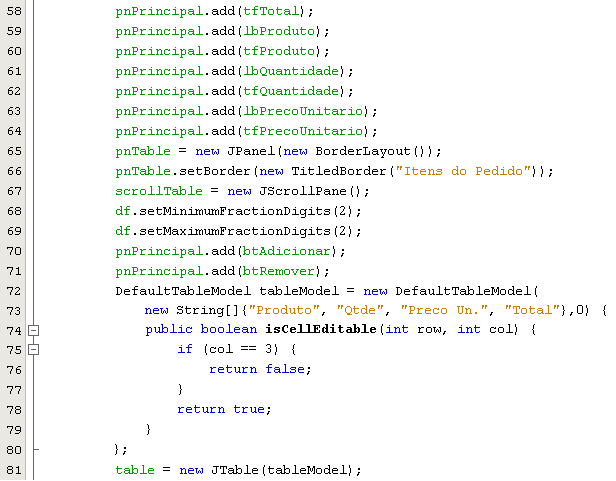 58 pnPrincipal.add(tfTotal);
59 pnPrincipal.add(lbProduto);
60 pnPrincipal.add(tfProduto);
61 pnPrincipal.add(lbQuantidade);
62 pnPrincipal.add(tfQuantidade);
63 pnPrincipal.add(lbPrecoUnitario);
64 pnPrincipal.add(tfPrecoUnitario);
65 pnTable = new JPanel(new BorderLayout());
66 pnTable.setBorder(new TitledBorder("Itens do Pedido"));
67 scrollTable = new JScrollPane();
68 df.setMinimumFractionDigits(2);
69 df.setMaximumFractionDigits(2);
70 pnPrincipal.add(btAdicionar);
71 pnPrincipal.add(btRemover);
72 DefaultTableModel tableModel = new DefaultTableModel(
73 new String[]{"Produto", "Qtde", "Preco Un.", "Total"},0) {
74 public boolean isCellEditable(int row, int col) {
75 if (col == 3) {
76 return false;
77 }
78 return true;
79 }
80 };
81 table = new JTable(tableModel);